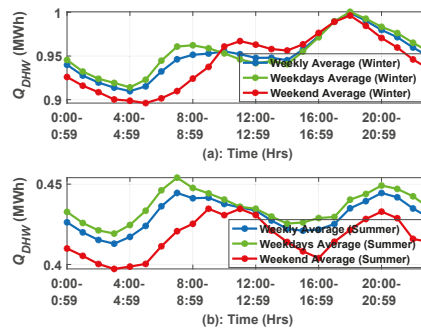 1
0.95
0.9
Q_DHW (MWh)
Weekly Average (Winter)
Weekdays Average (Winter)
Weekend Average (Winter)
0:00- 4:00- 8:00- 12:00- 16:00- 20:00-
0:59 4:59 8:59 12:59 16:59 20:59
(a): Time (Hrs)
0.45
0.4
Q_DHW (MWh)
Weekly Average (Summer)
Weekdays Average (Summer)
Weekend Average (Summer)
0:00- 4:00- 8:00- 12:00- 16:00- 20:00-
0:59 4:59 8:59 12:59 16:59 20:59
(b): Time (Hrs)